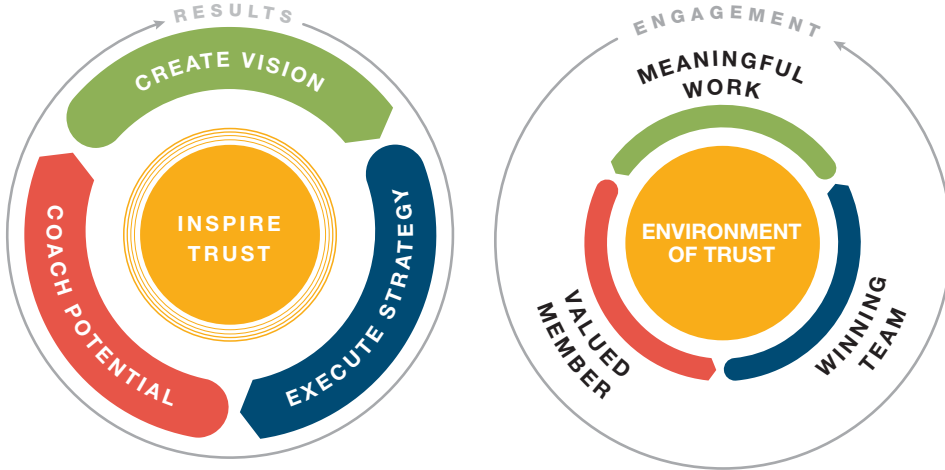 RESULTS
CREATE VISION
INSPIRE
TRUST
COACH POTENTIAL
EXECUTE STRATEGY
ENGAGEMENT
MEANINGFUL
WORK
ENVIRONMENT
OF TRUST
VALUED
MEMBER
WINNING
TEAM